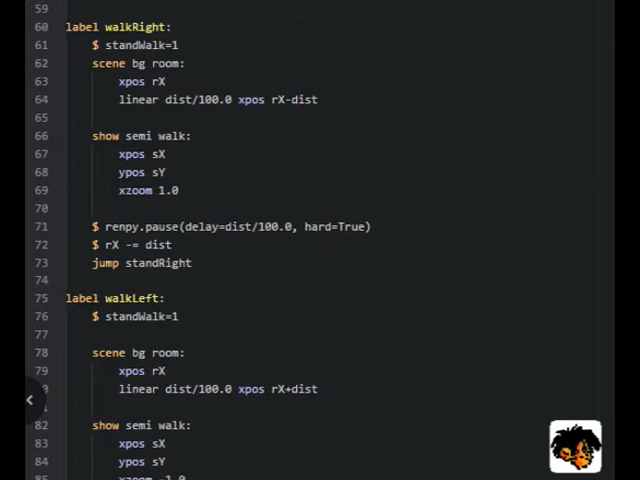 59
60 label walkRight:
61 $ standWalk=1
62 scene bg room:
63 xpos rX
64 linear dist/100.0 xpos rX-dist
65
66 show semi walk:
67 xpos sX
68 ypos sY
69 xzoom 1.0
70
71 $ renpy.pause(delay=dist/100.0, hard=True)
72 $ rX -= dist
73 jump standRight
74
75 label walkLeft:
76 $ standWalk=1
77
78 scene bg room:
79 xpos rX
linear dist/100.0 xpos rX+dist
82 show semi walk:
83 xpos sX
84 ypos sY
85 xzoom -1.0